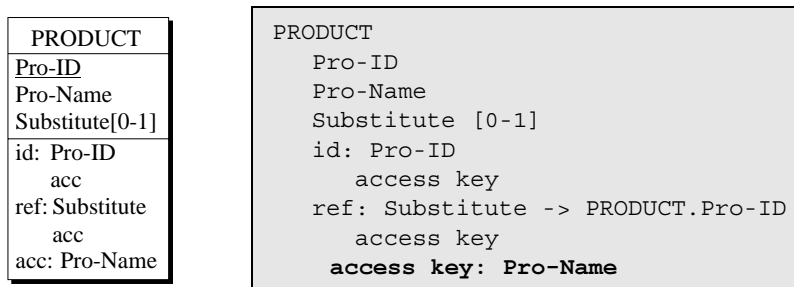 PRODUCT
Pro-ID
Pro-Name
Substitute[0-1]
id: Pro-ID
acc
ref: Substitute
acc
acc: Pro-Name
PRODUCT
Pro-ID
Pro-Name
Substitute [0-1]
id: Pro-ID
access key
ref: Substitute -> PRODUCT.Pro-ID
access key
access key: Pro-Name